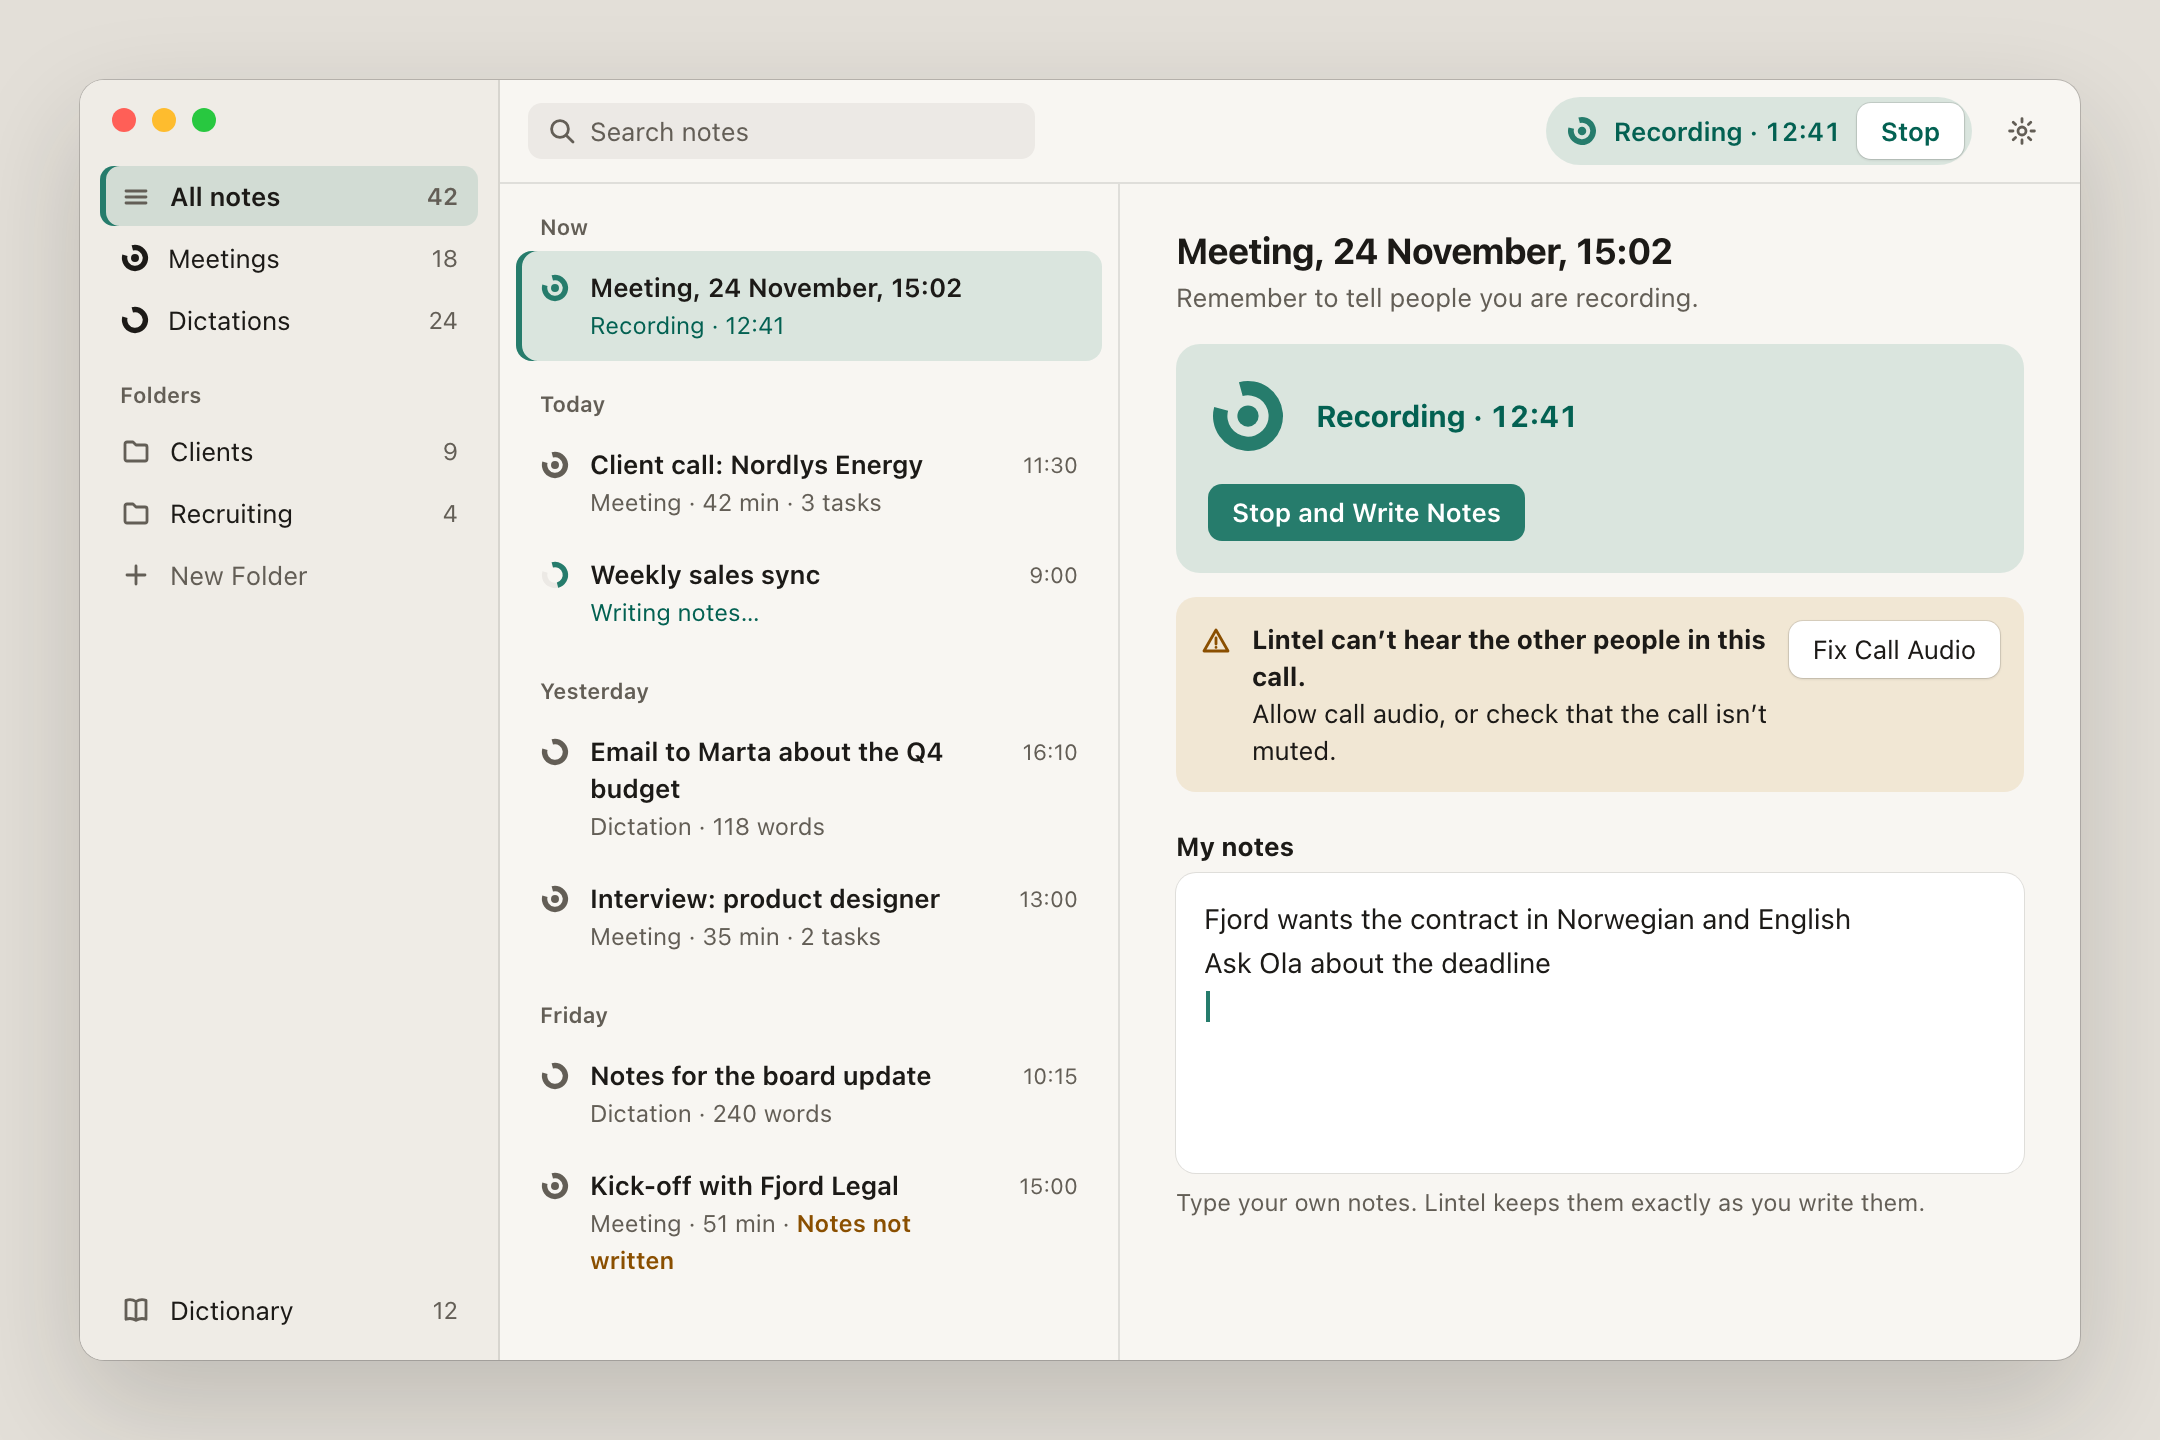 All notes 42
Meetings 18
Dictations 24
Folders
Clients 9
Recruiting 4
New Folder
Dictionary 12
Search notes
Recording · 12:41 Stop
Now
Meeting, 24 November, 15:02
Recording · 12:41
Today
Client call: Nordlys Energy 11:30
Meeting · 42 min · 3 tasks
Weekly sales sync 9:00
Writing notes…
Yesterday
Email to Marta about the Q4 16:10
budget
Dictation · 118 words
Interview: product designer 13:00
Meeting · 35 min · 2 tasks
Friday
Notes for the board update 10:15
Dictation · 240 words
Kick-off with Fjord Legal 15:00
Meeting · 51 min · Notes not
written
Meeting, 24 November, 15:02
Remember to tell people you are recording.
Recording · 12:41
Stop and Write Notes
Lintel can’t hear the other people in this
call.
Allow call audio, or check that the call isn’t
muted.
Fix Call Audio
My notes
Fjord wants the contract in Norwegian and English
Ask Ola about the deadline
Type your own notes. Lintel keeps them exactly as you write them.